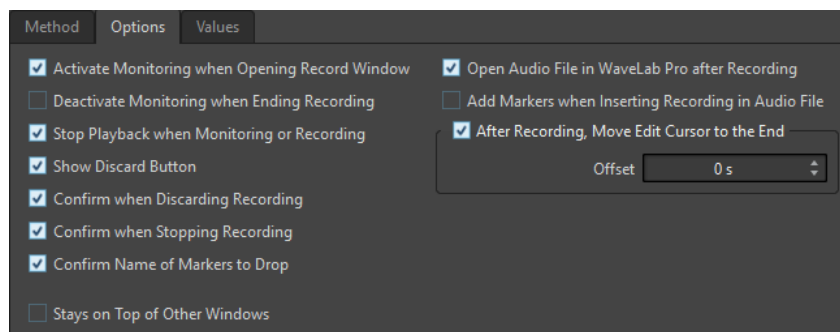 Method Options Values
Activate Monitoring when Opening Record Window
Deactivate Monitoring when Ending Recording
Stop Playback when Monitoring or Recording
Show Discard Button
Confirm when Discarding Recording
Confirm when Stopping Recording
Confirm Name of Markers to Drop
Stays on Top of Other Windows
Open Audio File in WaveLab Pro after Recording
Add Markers when Inserting Recording in Audio File
After Recording, Move Edit Cursor to the End
Offset 0 s